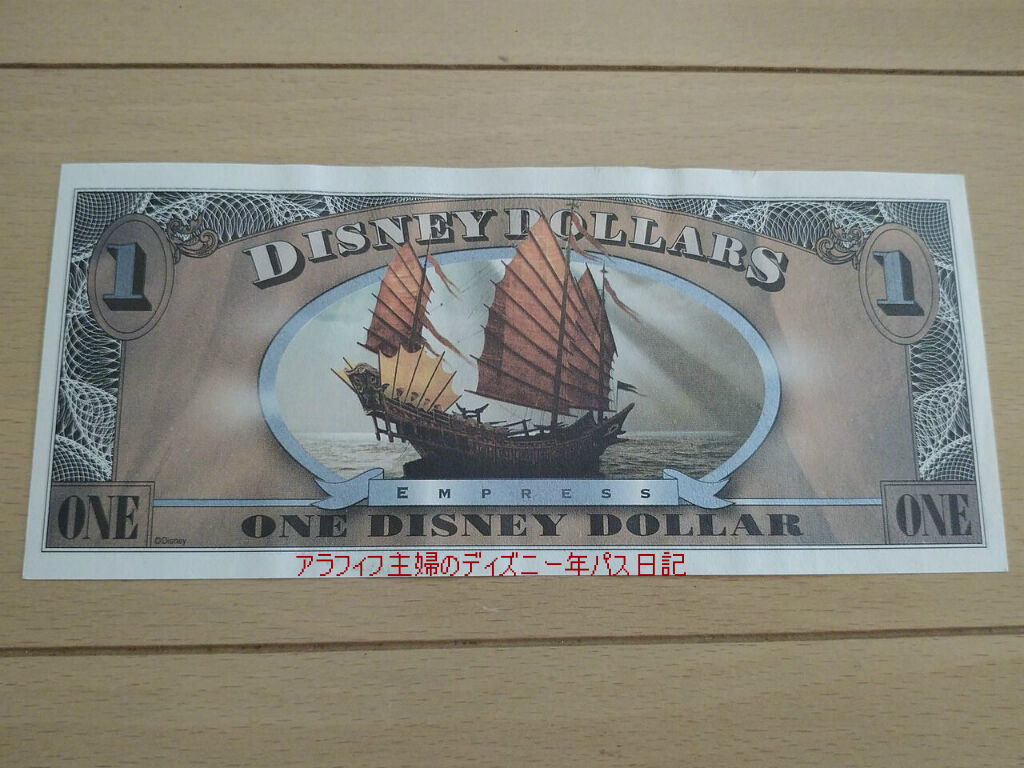 DISNEY DOLLARS
1
1
EMPRESS
ONE
ONE
ONE DISNEY DOLLAR
©Disney
アラフィフ主婦のディズニー年パス日記